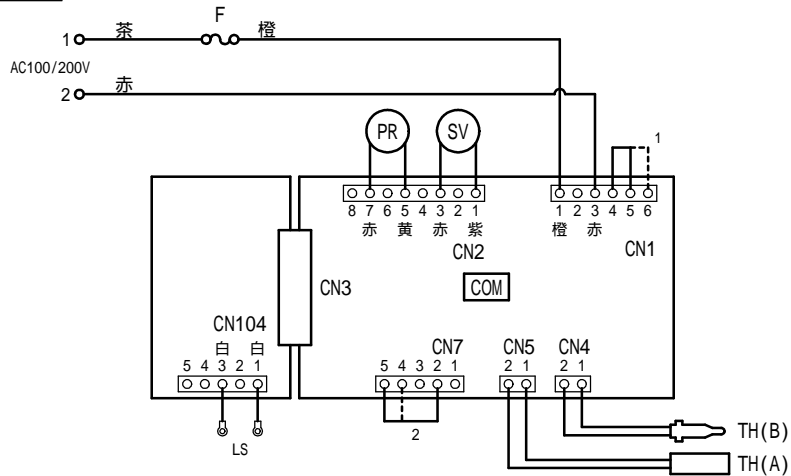 F
1 茶 橙
AC100/200V
2 赤
PR SV 1
8 7 6 5 4 3 2 1 1 2 3 4 5 6
赤 黄 赤 紫 橙 赤
CN2 CN1
CN3 COM
CN104
白 白
5 4 3 2 1
CN7 CN5 CN4
5 4 3 2 1 2 1 2 1
LS 2
TH(B)
TH(A)